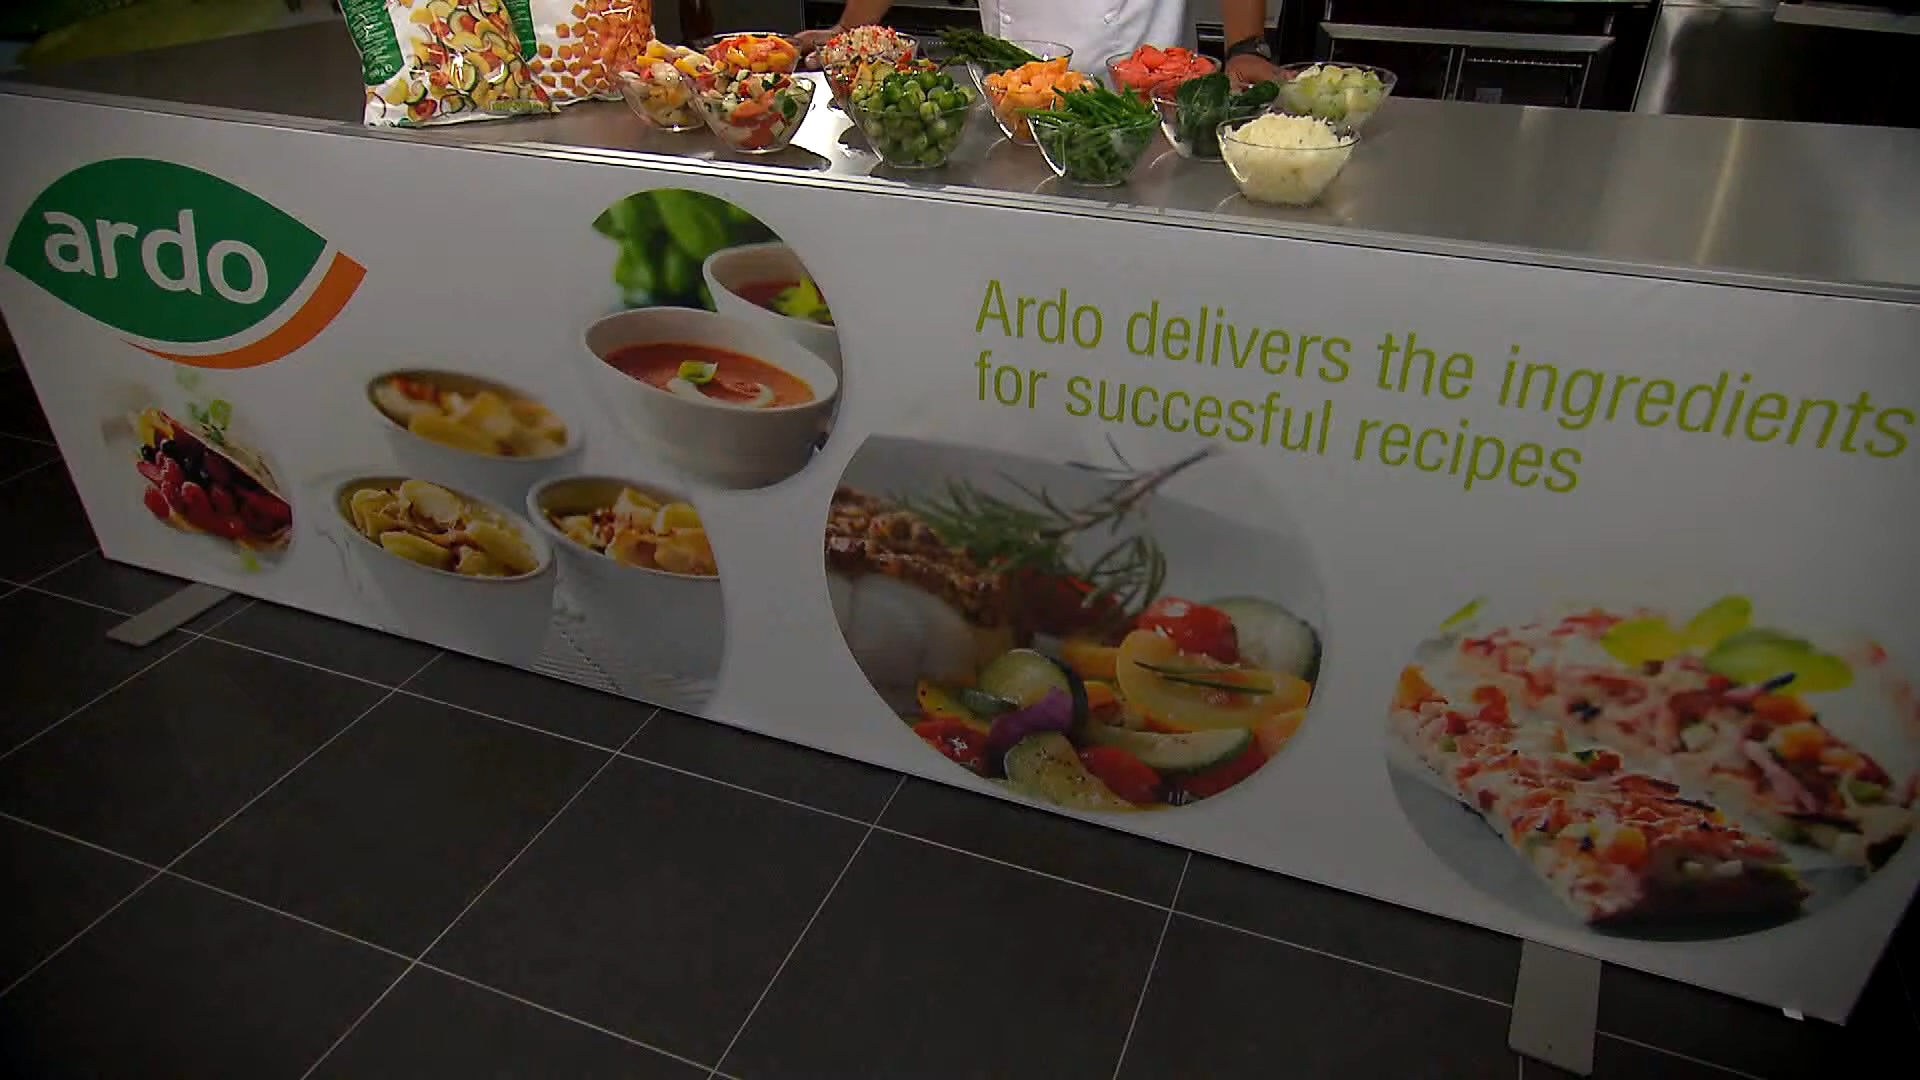 ardo
Ardo delivers the ingredients
for succesful recipes